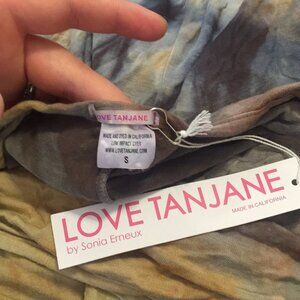 LOVE TANJANE
MADE AND DYED IN CALIFORNIA
LOW IMPACT DYES
WWW.LOVETANJANE.COM
S
LOVE TANJANE
by Sonia Erneux
MADE IN CALIFORNIA